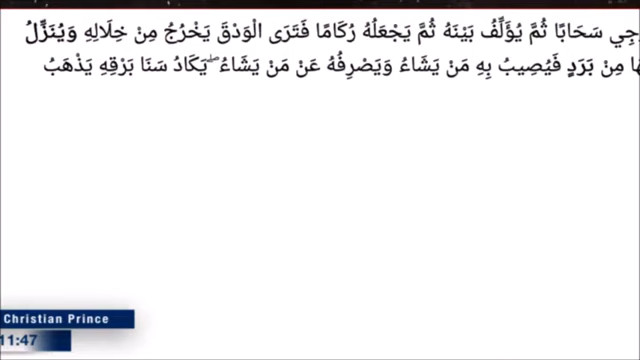 سَحَابًا ثُمَّ يُؤَلِّفُ بَيْنَهُ ثُمَّ يَجْعَلُهُ رُكَامًا فَتَرَى الْوَدْقَ يَخْرُجُ مِنْ خِلَالِهِ وَيُنَزِّلُ
مِنْ بَرَدٍ فَيُصِيبُ بِهِ مَنْ يَشَاءُ وَيَصْرِفُهُ عَنْ مَنْ يَشَاءُ ۖ يَكَادُ سَنَا بَرْقِهِ يَذْهَبُ
Christian Prince
11:47